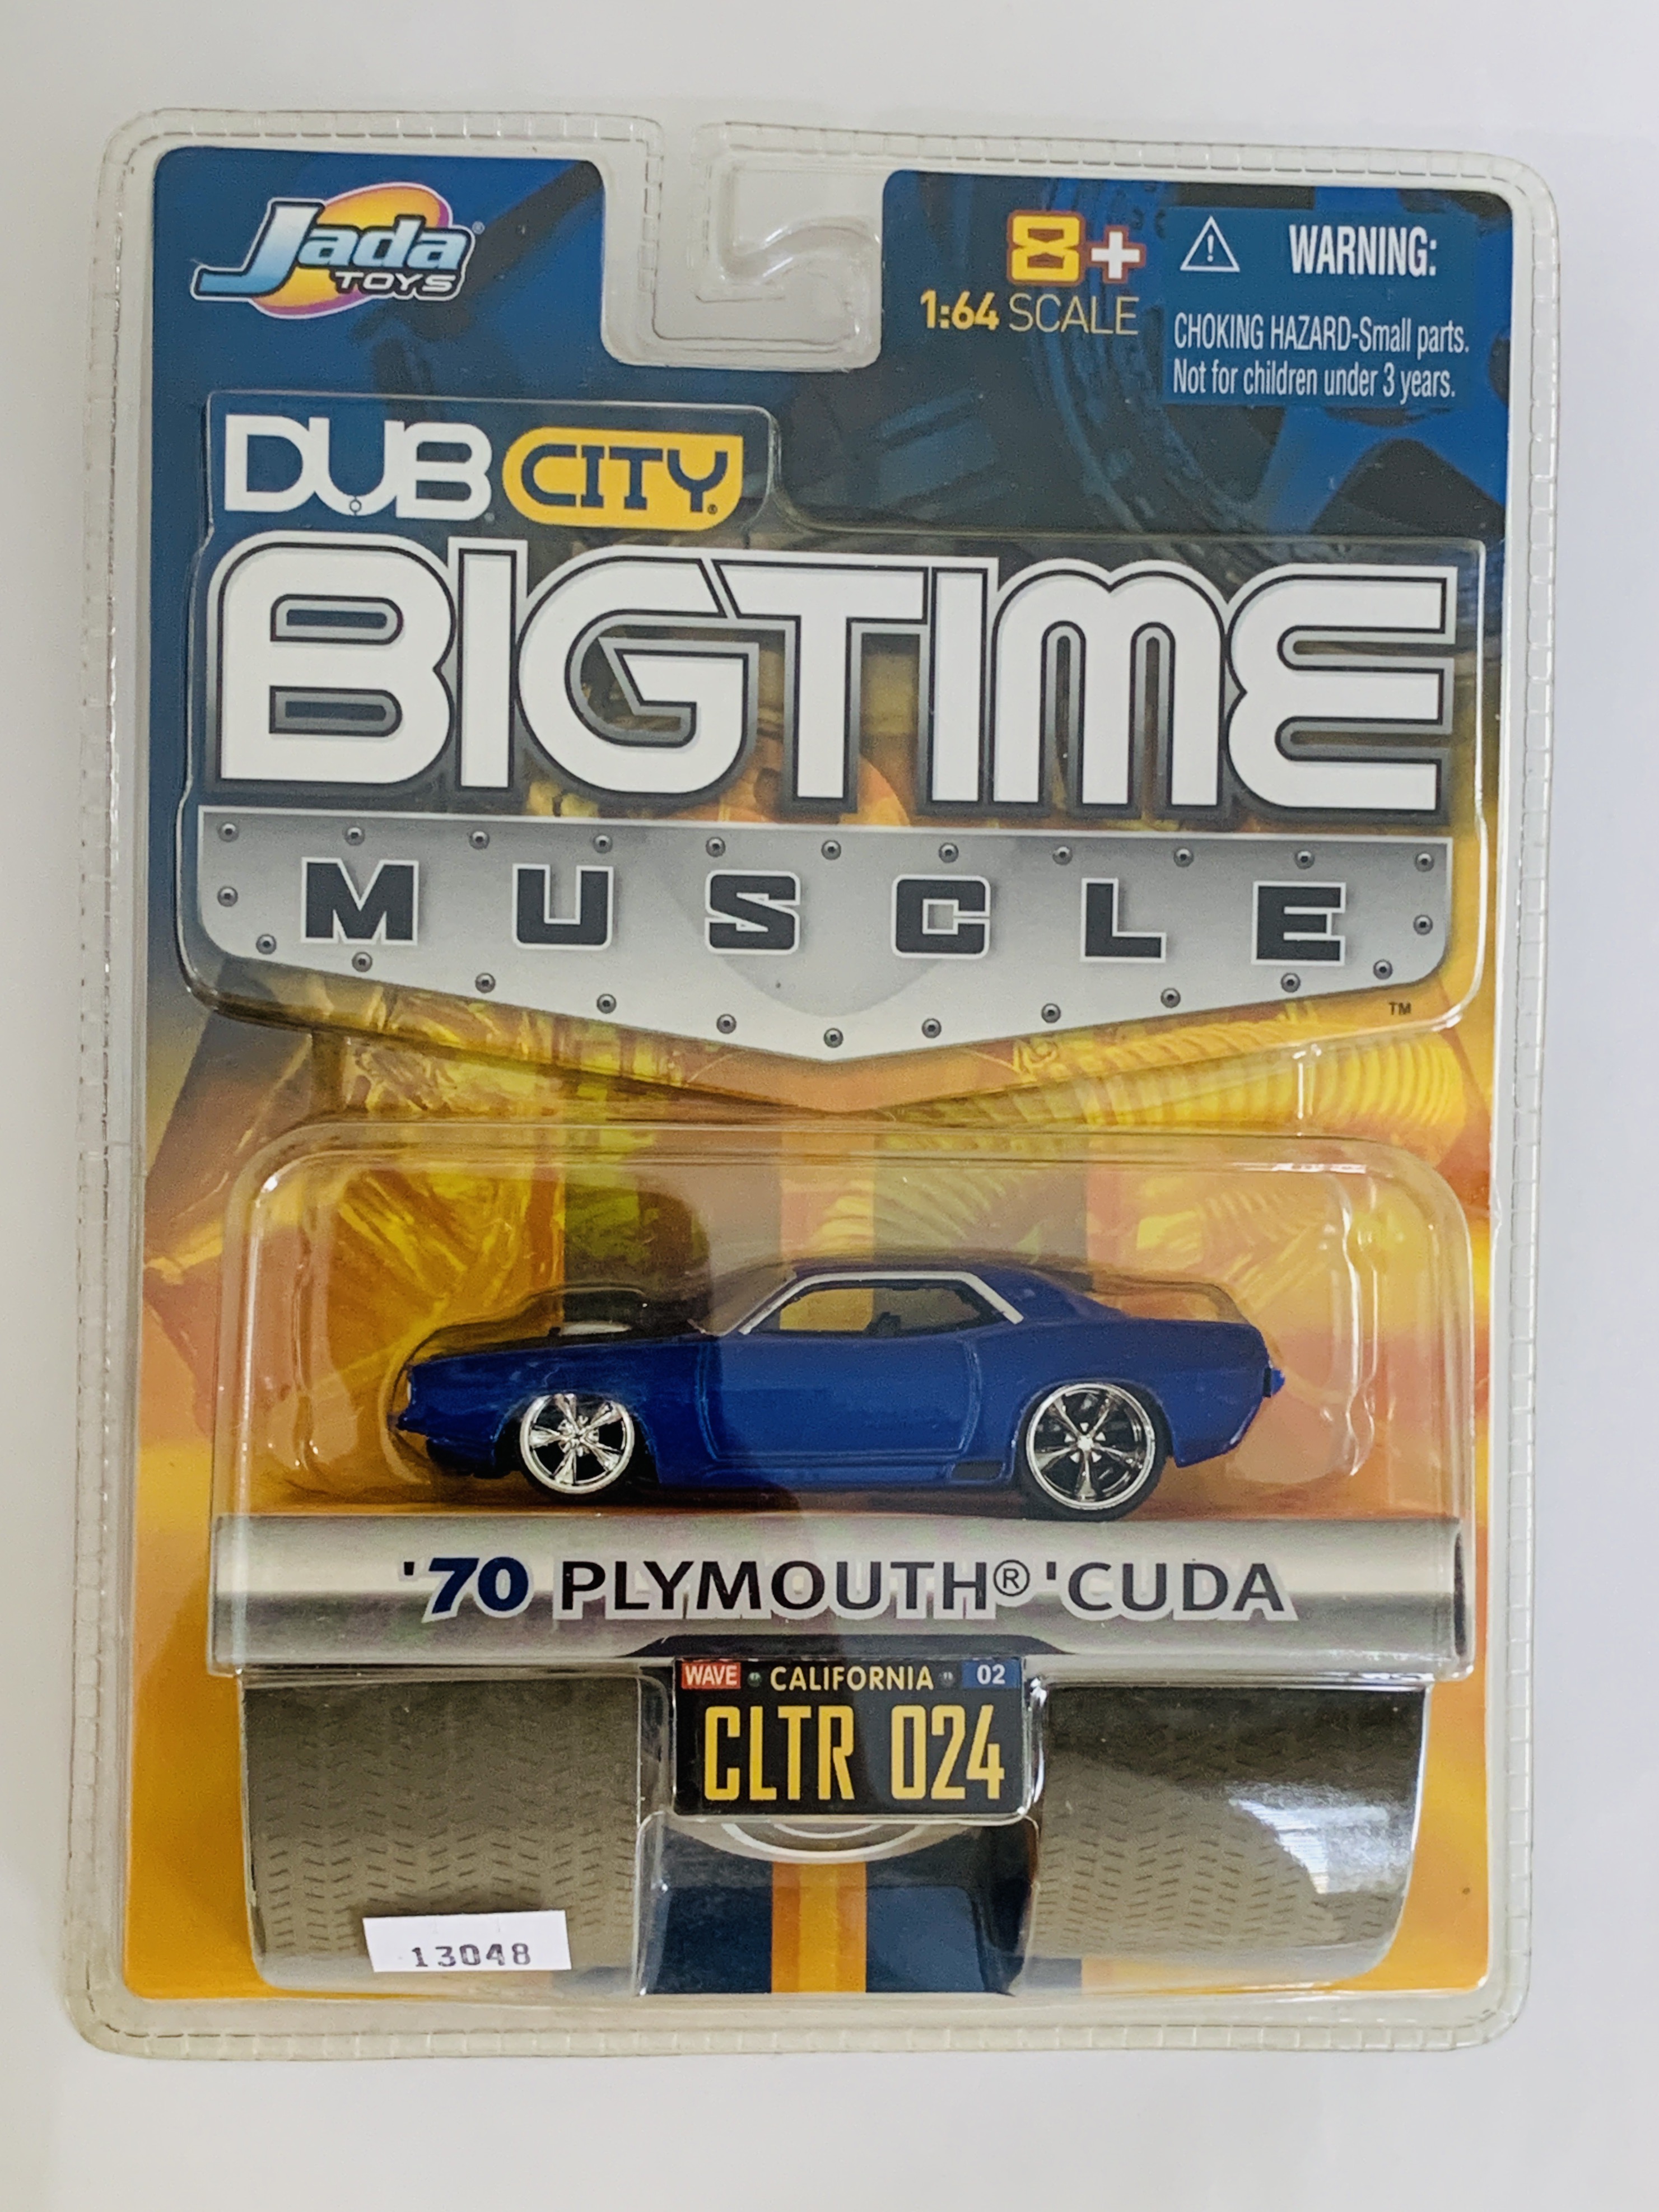 Jada®
TOYS
8+
1:64 SCALE
WARNING:
CHOKING HAZARD-Small parts.
Not for children under 3 years.
DUB CITY®
BIGTIME
MUSCLE
TM
'70 PLYMOUTH® 'CUDA
WAVE CALIFORNIA 02
CLTR 024
13048